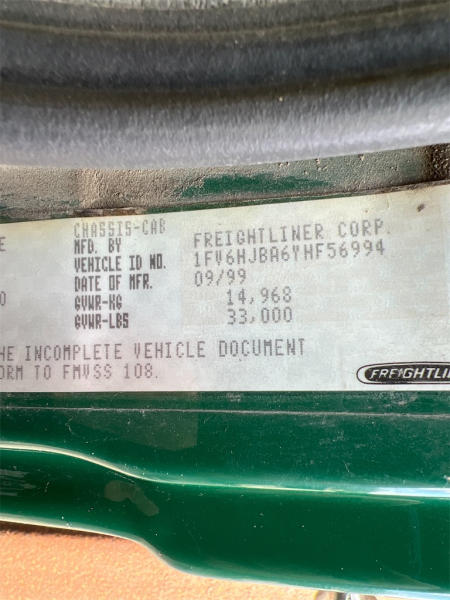 CHASSIS-CAB
MFD. BY FREIGHTLINER CORP.
VEHICLE ID NO. 1FV6HJBA6YHF56994
DATE OF MFR. 09/99
GVWR-KG 14,968
GVWR-LBS 33,000
HE INCOMPLETE VEHICLE DOCUMENT
ORM TO FMVSS 108.
FREIGHTLIN